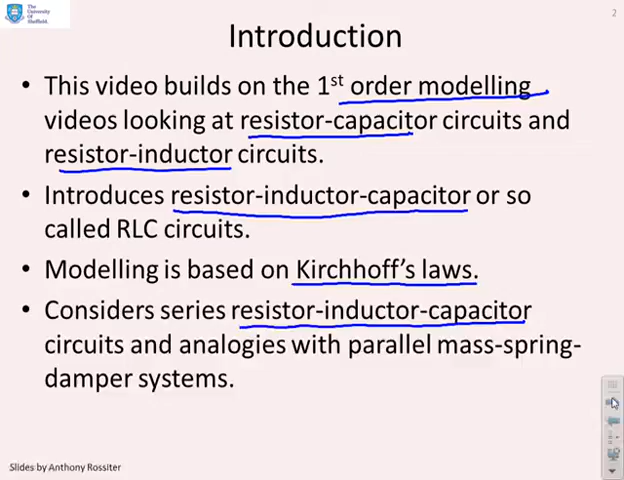 The
University
Of
Sheffield.
2
Introduction
• This video builds on the 1st order modelling
videos looking at resistor-capacitor circuits and
resistor-inductor circuits.
• Introduces resistor-inductor-capacitor or so
called RLC circuits.
• Modelling is based on Kirchhoff's laws.
• Considers series resistor-inductor-capacitor
circuits and analogies with parallel mass-spring-
damper systems.
Slides by Anthony Rossiter